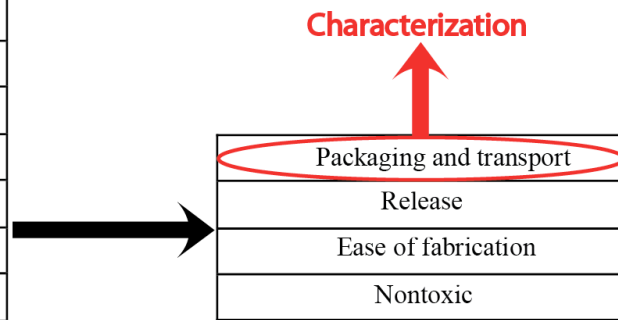 Characterization
Packaging and transport
Release
Ease of fabrication
Nontoxic